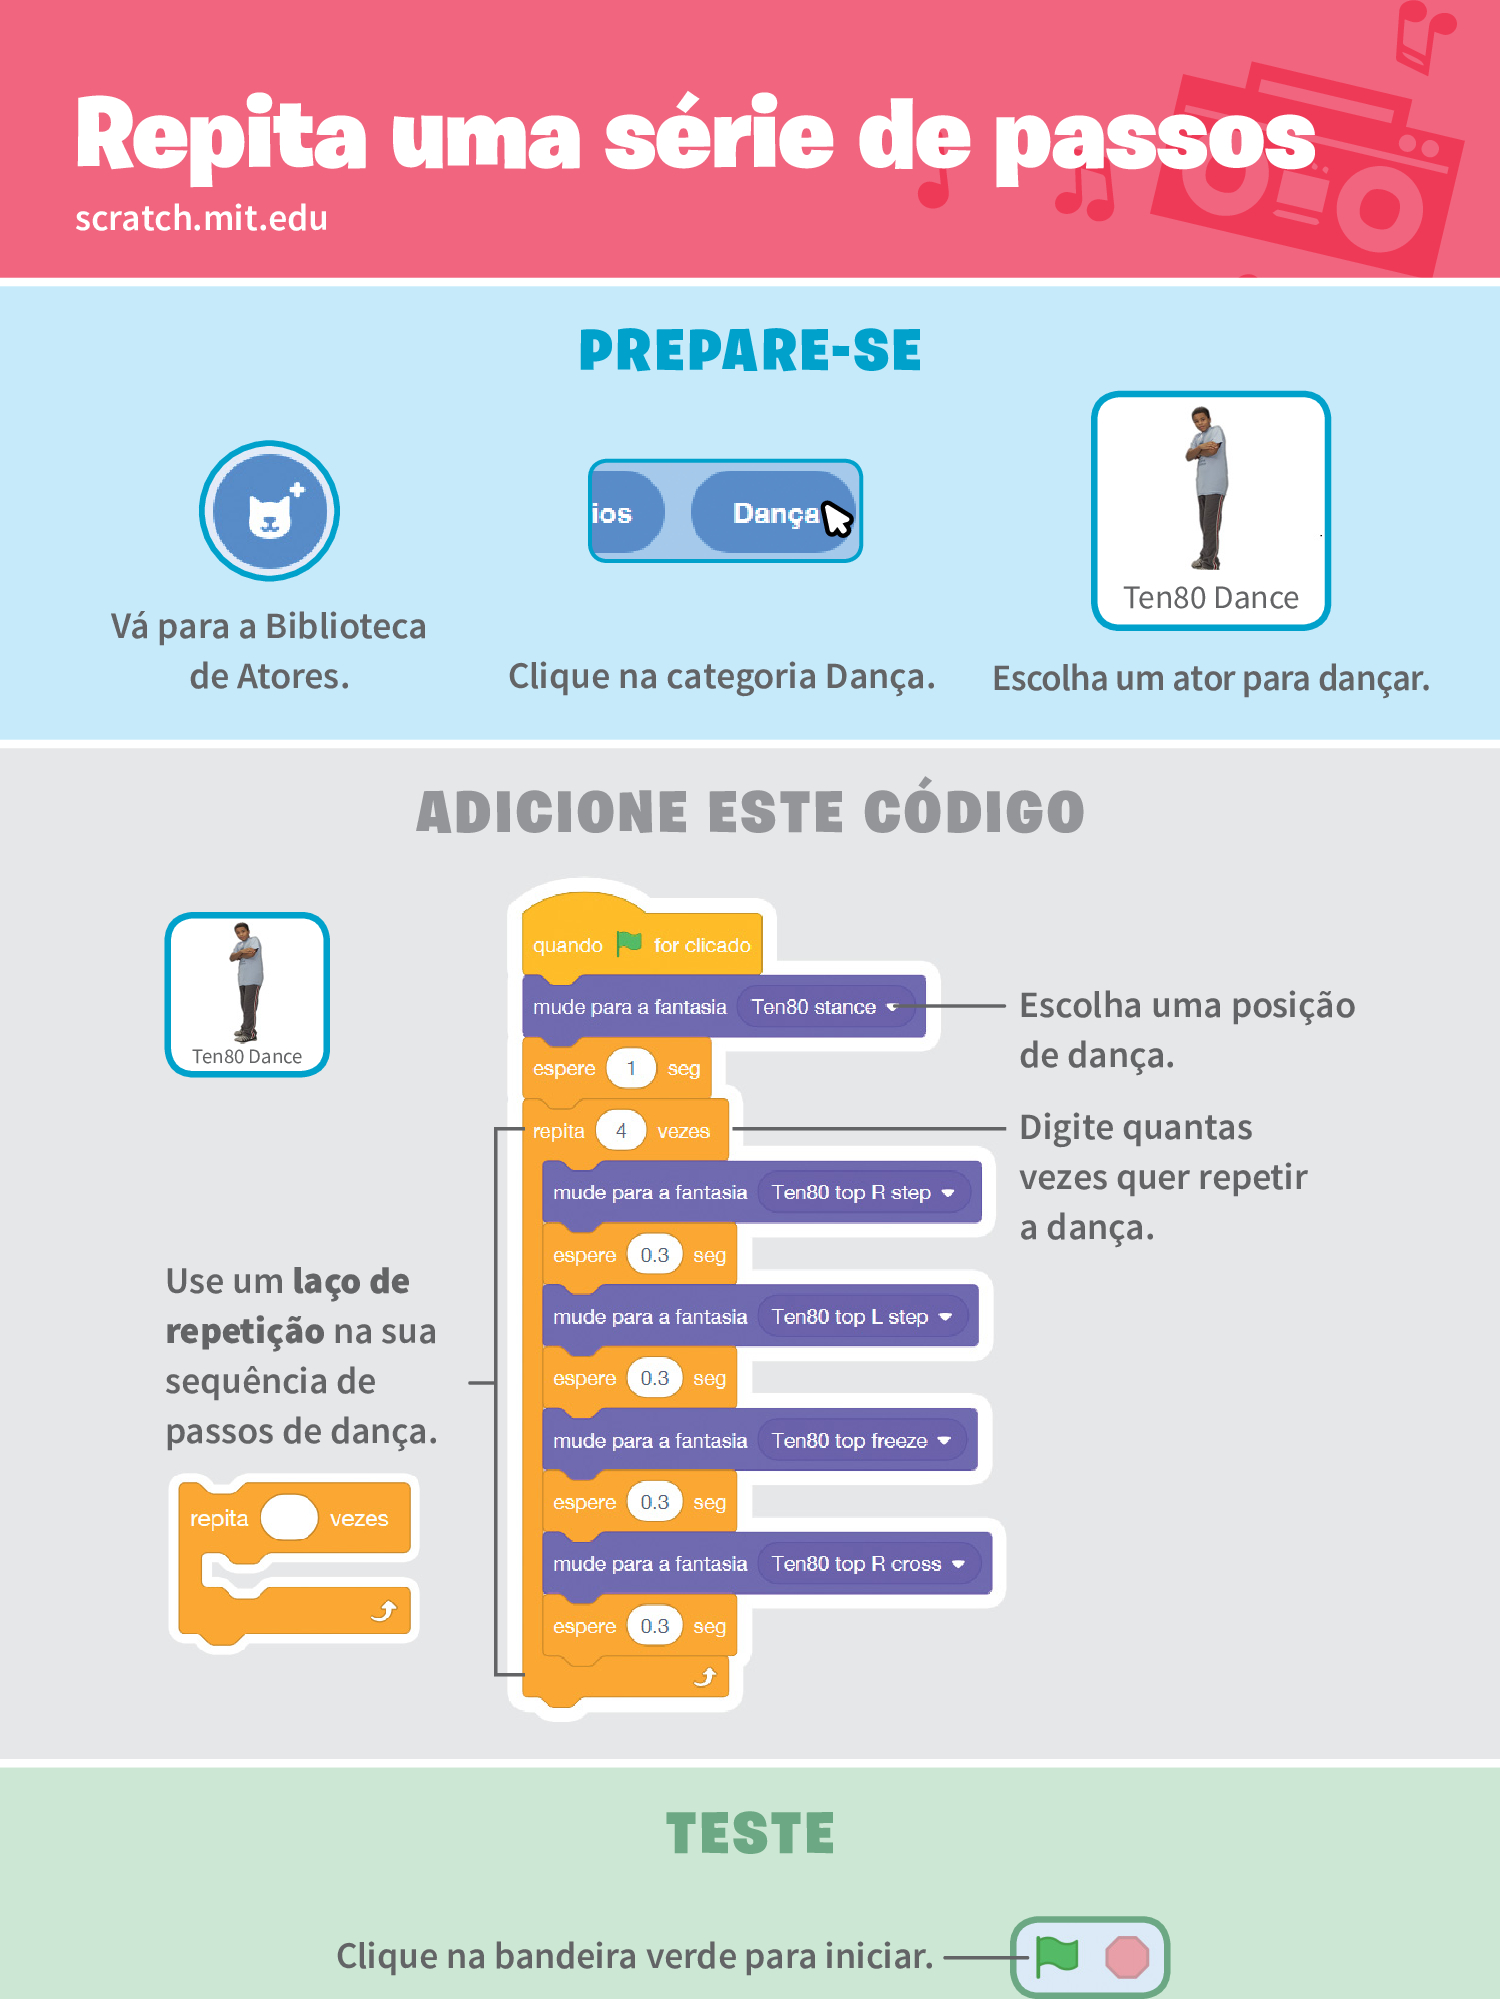 Repita uma série de passos
scratch.mit.edu
PREPARE-SE
Vá para a Biblioteca
de Atores.
ios
Dança
Clique na categoria Dança.
Ten80 Dance
Escolha um ator para dançar.
ADICIONE ESTE CÓDIGO
Ten80 Dance
Use um laço de
repetição na sua
sequência de
passos de dança.
repita vezes
quando for clicado
mude para a fantasia Ten80 stance
espere 1 seg
repita 4 vezes
mude para a fantasia Ten80 top R step
espere 0.3 seg
mude para a fantasia Ten80 top L step
espere 0.3 seg
mude para a fantasia Ten80 top freeze
espere 0.3 seg
mude para a fantasia Ten80 top R cross
espere 0.3 seg
Escolha uma posição
de dança.
Digite quantas
vezes quer repetir
a dança.
TESTE
Clique na bandeira verde para iniciar.